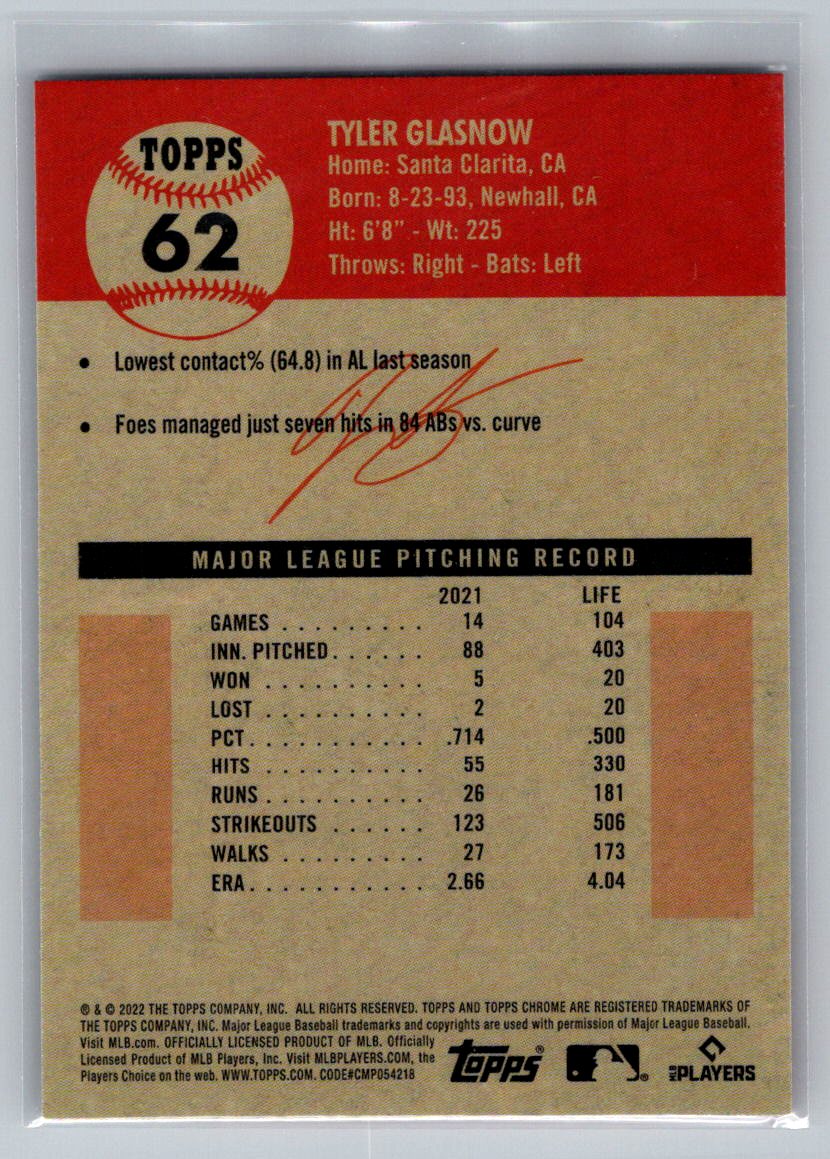 TOPPS
62
TYLER GLASNOW
Home: Santa Clarita, CA
Born: 8-23-93, Newhall, CA
Ht: 6'8" - Wt: 225
Throws: Right - Bats: Left
• Lowest contact% (64.8) in AL last season
• Foes managed just seven hits in 84 ABs vs. curve
MAJOR LEAGUE PITCHING RECORD
2021 LIFE
GAMES . . . . . . . . . 14 104
INN. PITCHED . . . . . . 88 403
WON . . . . . . . . . . 5 20
LOST . . . . . . . . . . 2 20
PCT . . . . . . . . . . . .714 .500
HITS . . . . . . . . . . 55 330
RUNS . . . . . . . . . . 26 181
STRIKEOUTS . . . . . . 123 506
WALKS . . . . . . . . . 27 173
ERA . . . . . . . . . . . 2.66 4.04
® & © 2022 THE TOPPS COMPANY, INC. ALL RIGHTS RESERVED. TOPPS AND TOPPS CHROME ARE REGISTERED TRADEMARKS OF
THE TOPPS COMPANY, INC. Major League Baseball trademarks and copyrights are used with permission of Major League Baseball.
Visit MLB.com. OFFICIALLY LICENSED PRODUCT OF MLB. Officially
Licensed Product of MLB Players, Inc. Visit MLBPLAYERS.COM, the
Players Choice on the web. WWW.TOPPS.COM. CODE#CMP054218
Topps® ® MLB PLAYERS